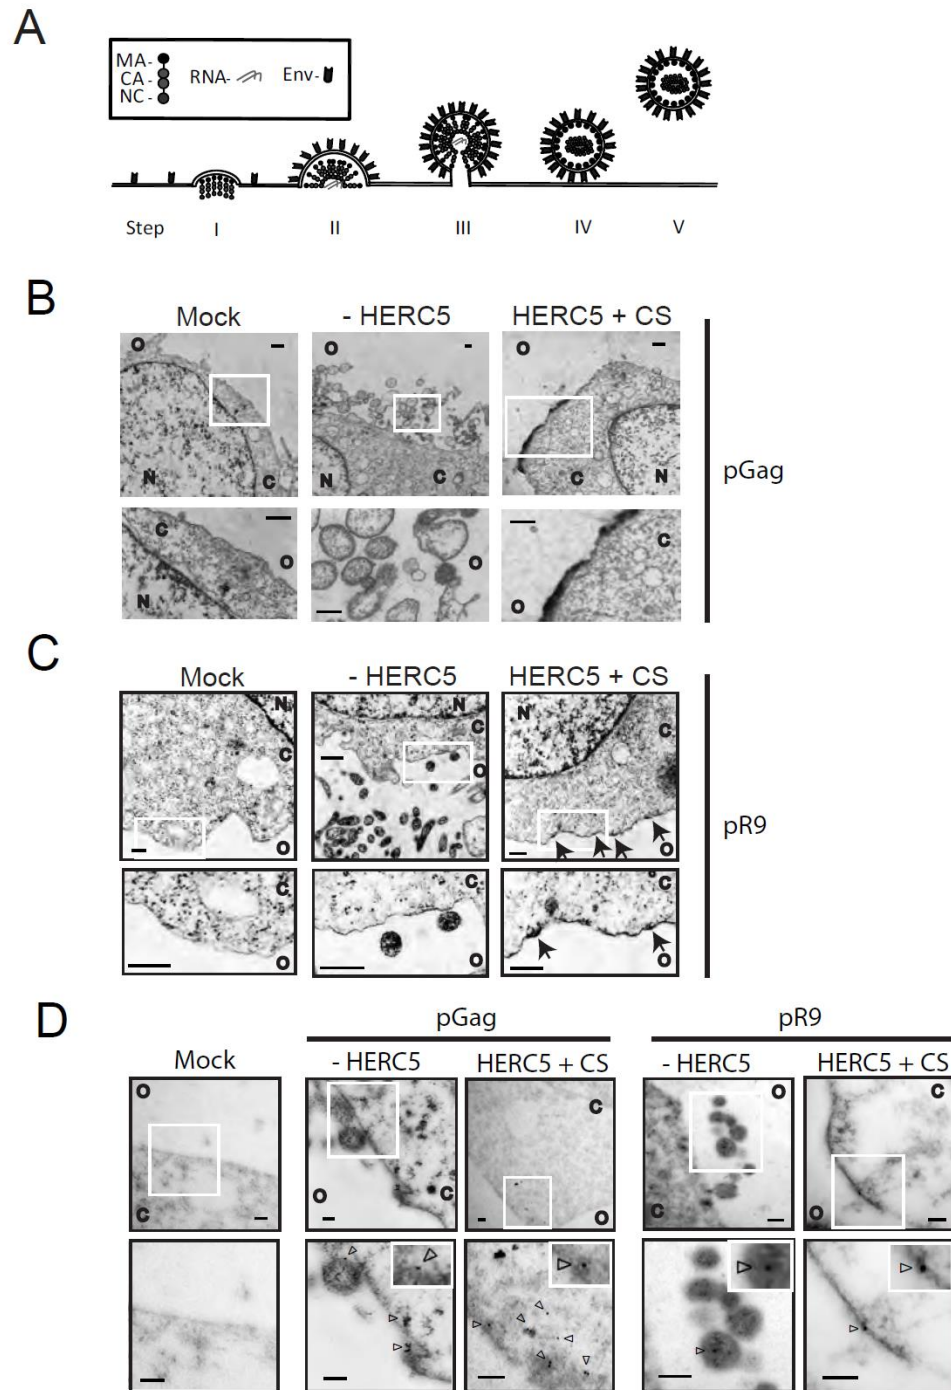 A
MA-
CA - RNA- Env-
NC -
Step I II III IV V
B
Mock - HERC5 HERC5 + CS
O O O
N C N C C N
pGag
C O N O C O
C
Mock - HERC5 HERC5 + CS
N C O N C O N C O
pR9
C O C O C O
D
pGag pR9
Mock - HERC5 HERC5 + CS - HERC5 HERC5 + CS
O C O C C O O C C O